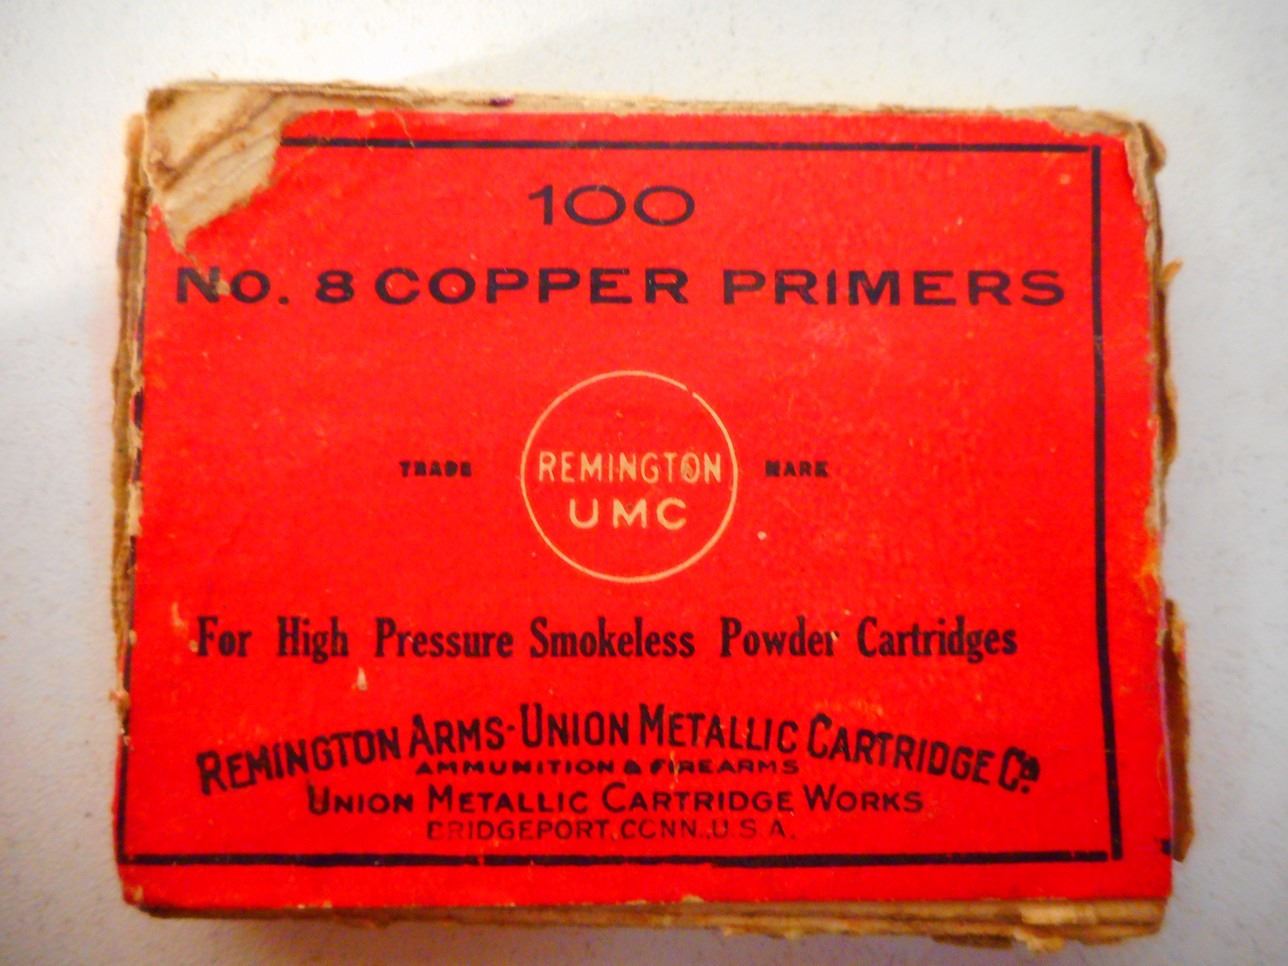 100
No. 8 COPPER PRIMERS
TRADE REMINGTON MARK
UMC
For High Pressure Smokeless Powder Cartridges
REMINGTON ARMS-UNION METALLIC CARTRIDGE Co.
AMMUNITION & FIREARMS
UNION METALLIC CARTRIDGE WORKS
BRIDGEPORT, CONN., U.S.A.